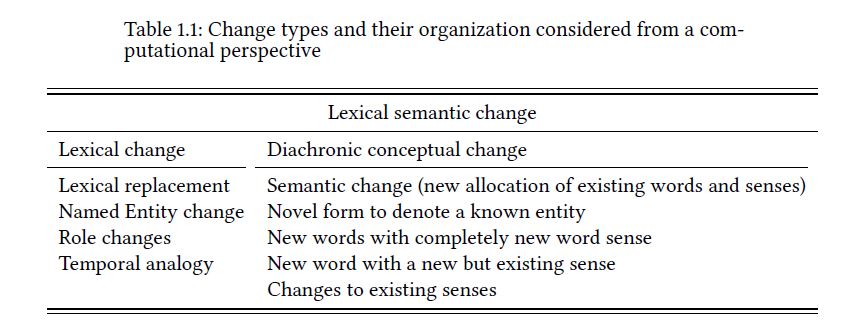 Table 1.1: Change types and their organization considered from a com-
putational perspective
Lexical semantic change
Lexical change Diachronic conceptual change
Lexical replacement Semantic change (new allocation of existing words and senses)
Named Entity change Novel form to denote a known entity
Role changes New words with completely new word sense
Temporal analogy New word with a new but existing sense
Changes to existing senses